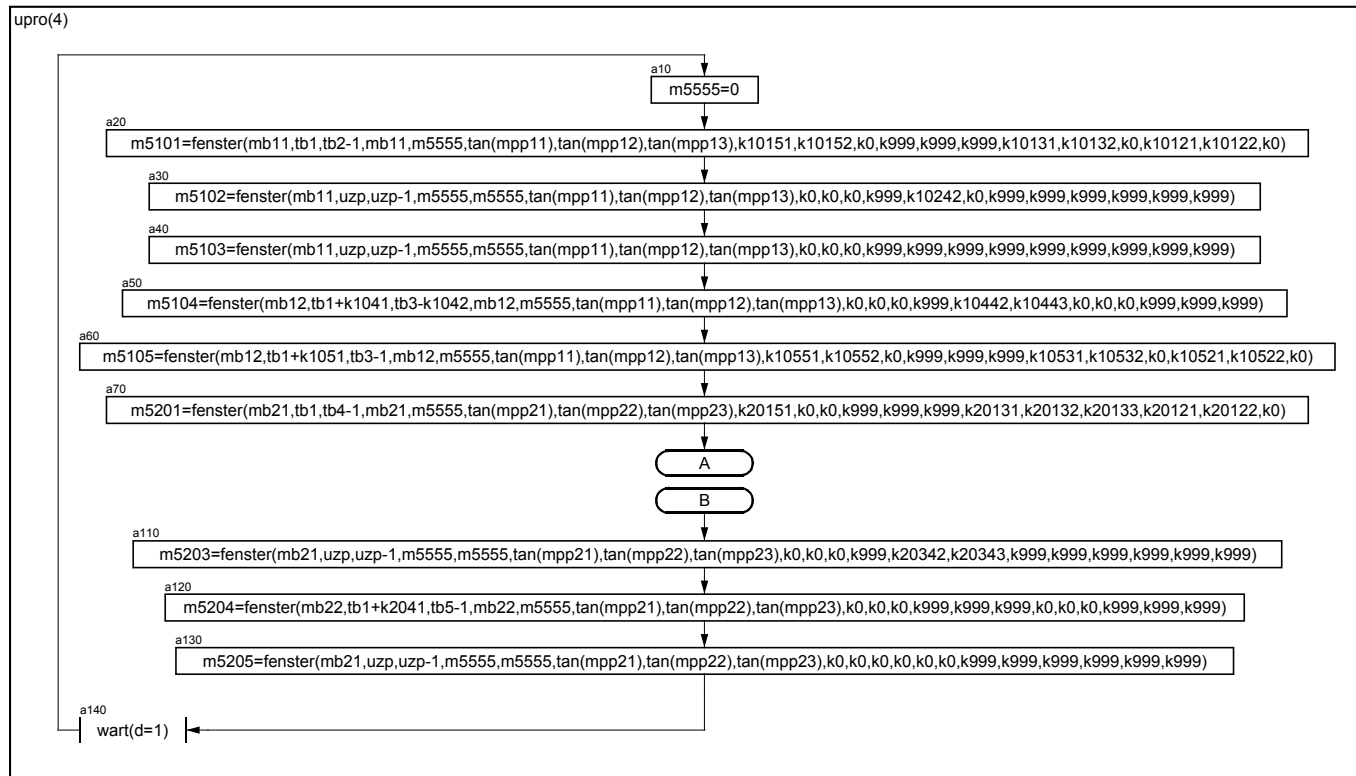 upro(4)
a10
m5555=0
a20
m5101=fenster(mb11,tb1,tb2-1,mb11,m5555,tan(mpp11),tan(mpp12),tan(mpp13),k10151,k10152,k0,k999,k999,k999,k10131,k10132,k0,k10121,k10122,k0)
a30
m5102=fenster(mb11,uzp,uzp-1,m5555,m5555,tan(mpp11),tan(mpp12),tan(mpp13),k0,k0,k0,k999,k10242,k0,k999,k999,k999,k999,k999,k999)
a40
m5103=fenster(mb11,uzp,uzp-1,m5555,m5555,tan(mpp11),tan(mpp12),tan(mpp13),k0,k0,k0,k999,k999,k999,k999,k999,k999,k999,k999,k999)
a50
m5104=fenster(mb12,tb1+k1041,tb3-k1042,mb12,m5555,tan(mpp11),tan(mpp12),tan(mpp13),k0,k0,k0,k999,k10442,k10443,k0,k0,k0,k999,k999,k999)
a60
m5105=fenster(mb12,tb1+k1051,tb3-1,mb12,m5555,tan(mpp11),tan(mpp12),tan(mpp13),k10551,k10552,k0,k999,k999,k999,k10531,k10532,k0,k10521,k10522,k0)
a70
m5201=fenster(mb21,tb1,tb4-1,mb21,m5555,tan(mpp21),tan(mpp22),tan(mpp23),k20151,k0,k0,k999,k999,k999,k20131,k20132,k20133,k20121,k20122,k0)
A
B
a110
m5203=fenster(mb21,uzp,uzp-1,m5555,m5555,tan(mpp21),tan(mpp22),tan(mpp23),k0,k0,k0,k999,k20342,k20343,k999,k999,k999,k999,k999,k999)
a120
m5204=fenster(mb22,tb1+k2041,tb5-1,mb22,m5555,tan(mpp21),tan(mpp22),tan(mpp23),k0,k0,k0,k999,k999,k999,k0,k0,k0,k999,k999,k999)
a130
m5205=fenster(mb21,uzp,uzp-1,m5555,m5555,tan(mpp21),tan(mpp22),tan(mpp23),k0,k0,k0,k0,k0,k0,k999,k999,k999,k999,k999,k999)
a140
wart(d=1)